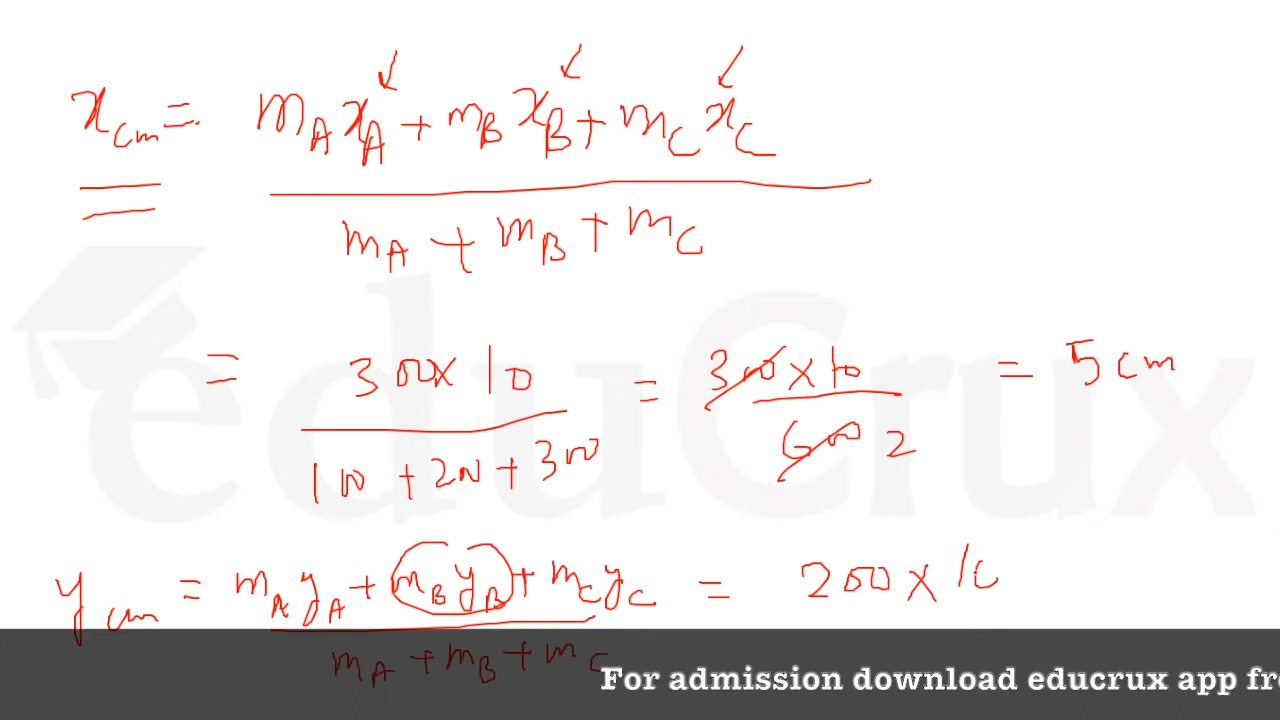 x_cm = (m_A x_A + m_B x_B + m_C x_C) / (m_A + m_B + m_C)
= (300 × 10) / (100 + 200 + 300) = (300 × 10) / (600 2) = 5 cm
y_cm = (m_A y_A + m_B y_B + m_C y_C) / (m_A + m_B + m_C) = 200 × 10
eduCrux
For admission download educrux app fre